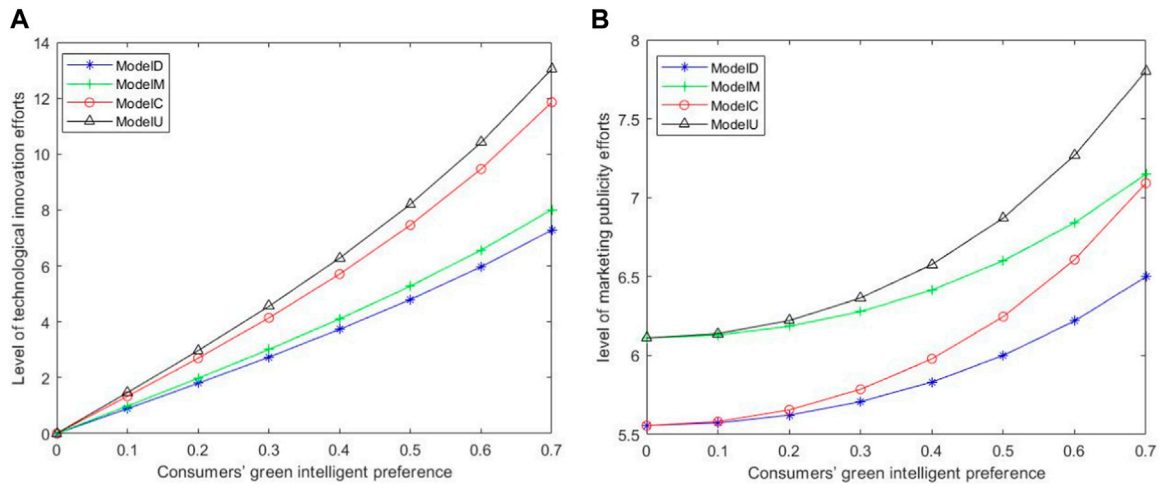 A
Level of technological innovation efforts
14
12
10
8
6
4
2
0
ModelD
ModelM
ModelC
ModelU
0 0.1 0.2 0.3 0.4 0.5 0.6 0.7
Consumers' green intelligent preference
B
level of marketing publicity efforts
8
7.5
7
6.5
6
5.5
ModelD
ModelM
ModelC
ModelU
0 0.1 0.2 0.3 0.4 0.5 0.6 0.7
Consumers' green intelligent preference